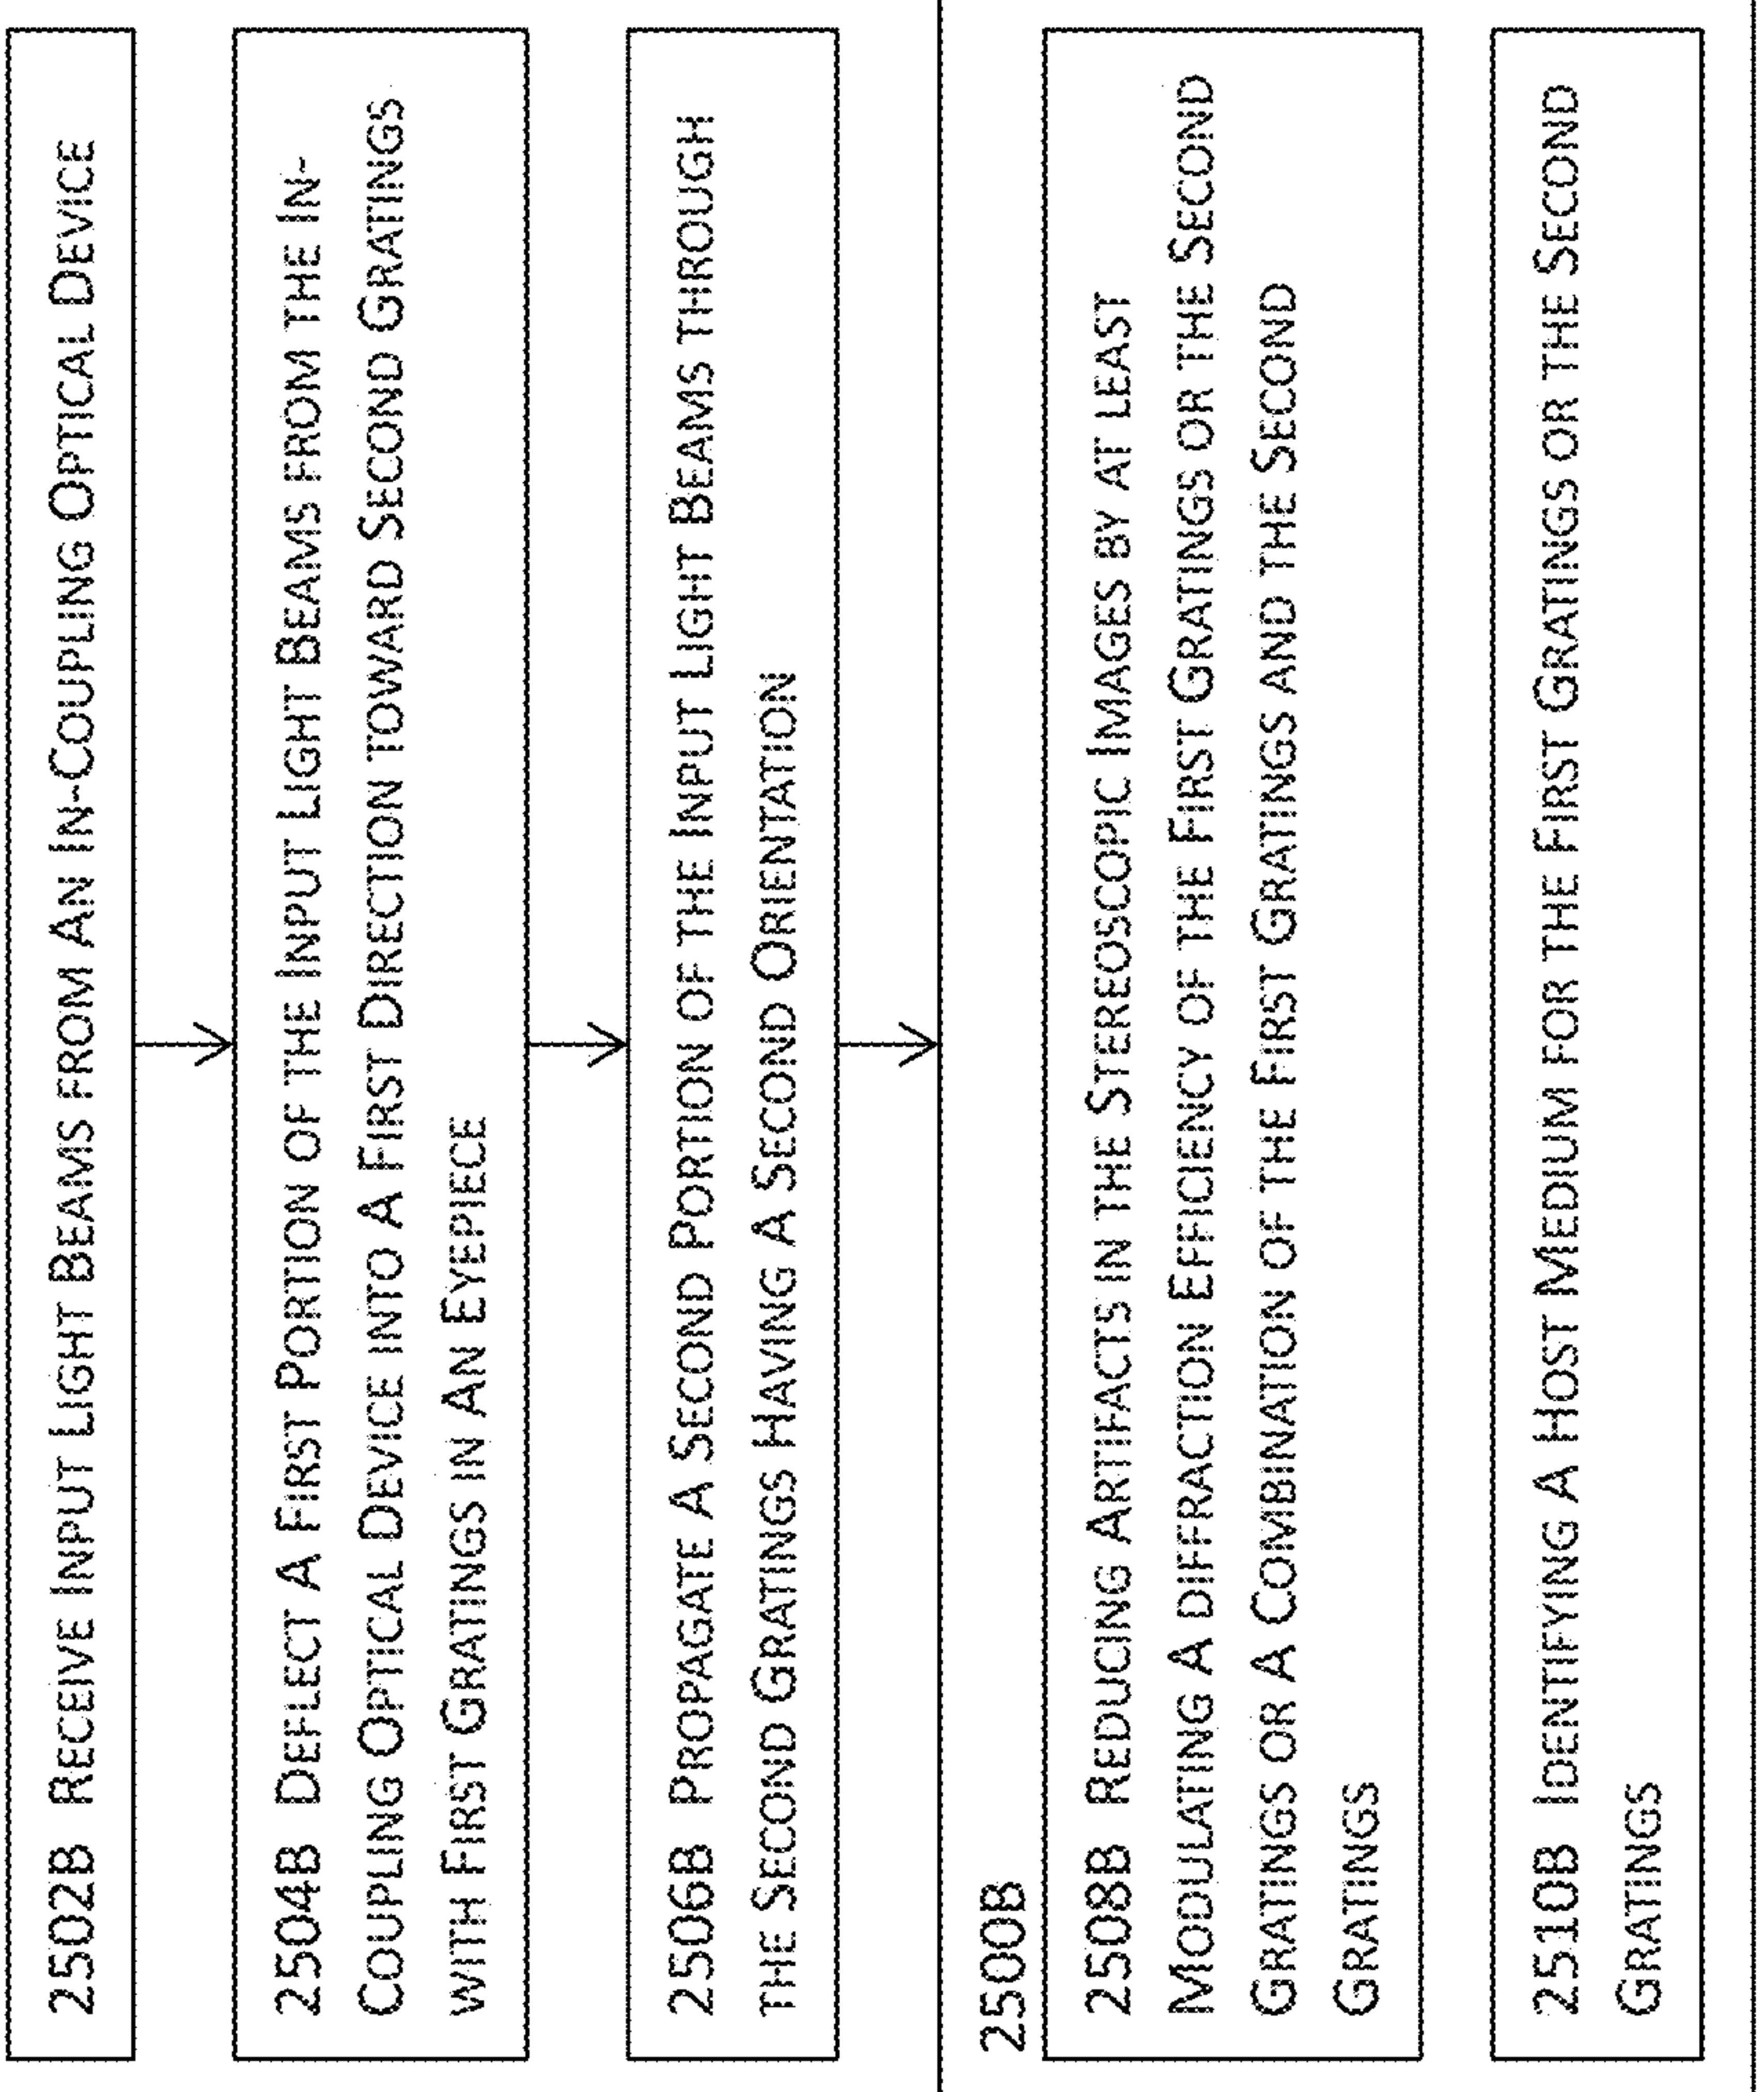 2502B Receive Input Light Beams from An In-Coupling Optical Device
2504B Deflect A First Portion of the Input Light Beams from the In-
Coupling Optical Device into A First Direction toward Second Gratings
with First Gratings in An Eyepiece
2506B Propagate A Second Portion of the Input Light Beams through
the Second Gratings Having A Second Orientation
2500B
2508B Reducing Artifacts in the Stereoscopic Images by at least
Modulating A diffraction Efficiency of the First Gratings or the Second
Gratings or A Combination of the First Gratings and the Second
Gratings
2510B Identifying A Host Medium for the First Gratings or the Second
Gratings